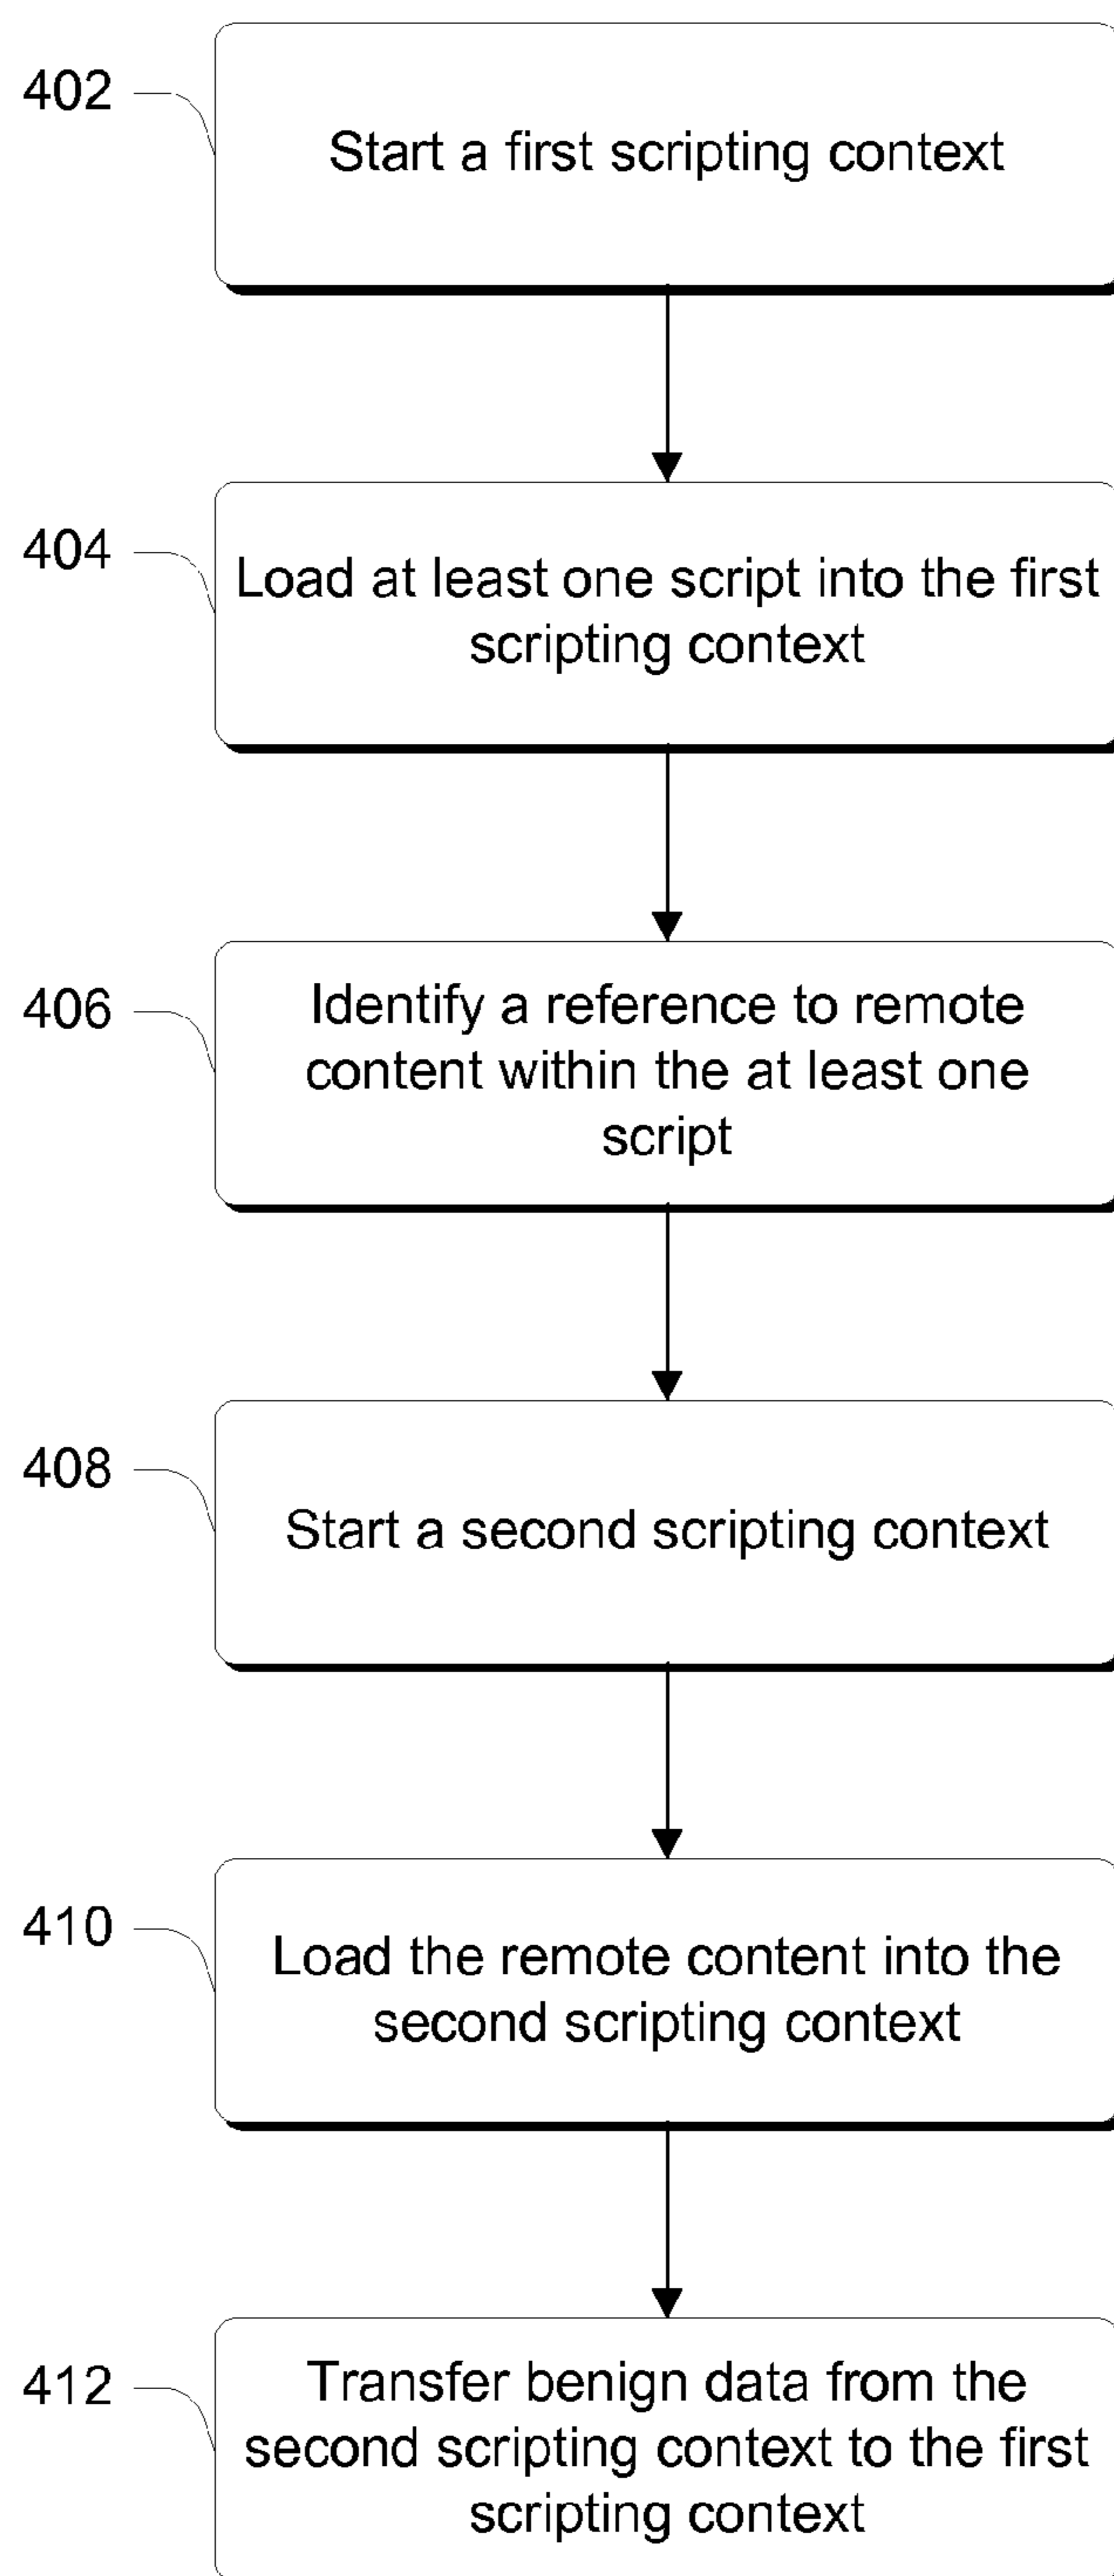 402
Start a first scripting context
404
Load at least one script into the first
scripting context
406
Identify a reference to remote
content within the at least one
script
408
Start a second scripting context
410
Load the remote content into the
second scripting context
412
Transfer benign data from the
second scripting context to the first
scripting context